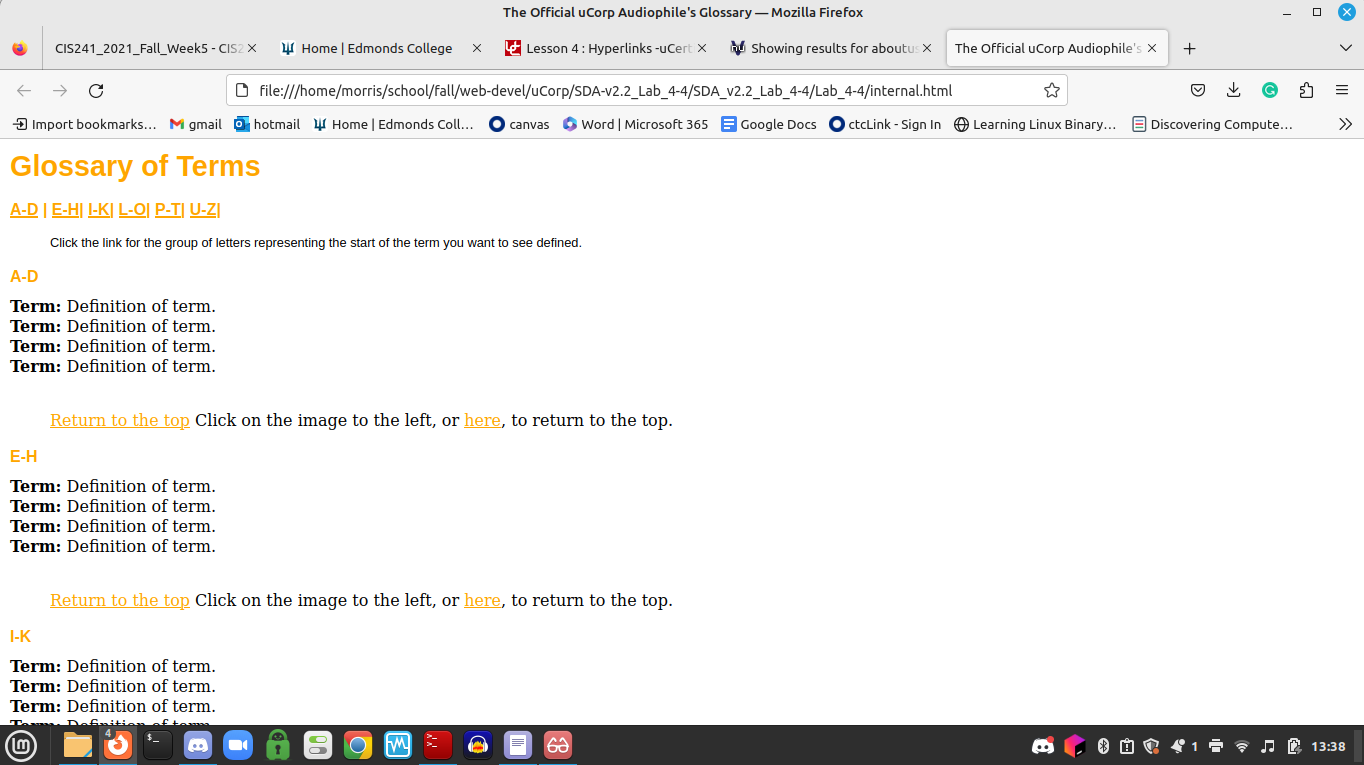 The Official uCorp Audiophile's Glossary — Mozilla Firefox
CIS241_2021_Fall_Week5 - CIS2
Home | Edmonds College
Lesson 4 : Hyperlinks -uCert
Showing results for aboutus
The Official uCorp Audiophile's
file:///home/morris/school/fall/web-devel/uCorp/SDA-v2.2_Lab_4-4/SDA_v2.2_Lab_4-4/Lab_4-4/internal.html
Import bookmarks… gmail hotmail Home | Edmonds Coll… canvas Word | Microsoft 365 Google Docs ctcLink - Sign In Learning Linux Binary… Discovering Compute…
Glossary of Terms
A-D | E-H| I-K| L-O| P-T| U-Z|
Click the link for the group of letters representing the start of the term you want to see defined.
A-D
Term: Definition of term.
Term: Definition of term.
Term: Definition of term.
Term: Definition of term.
Return to the top Click on the image to the left, or here, to return to the top.
E-H
Term: Definition of term.
Term: Definition of term.
Term: Definition of term.
Term: Definition of term.
Return to the top Click on the image to the left, or here, to return to the top.
I-K
Term: Definition of term.
Term: Definition of term.
Term: Definition of term.
Term: Definition of term.
4
1
13:38